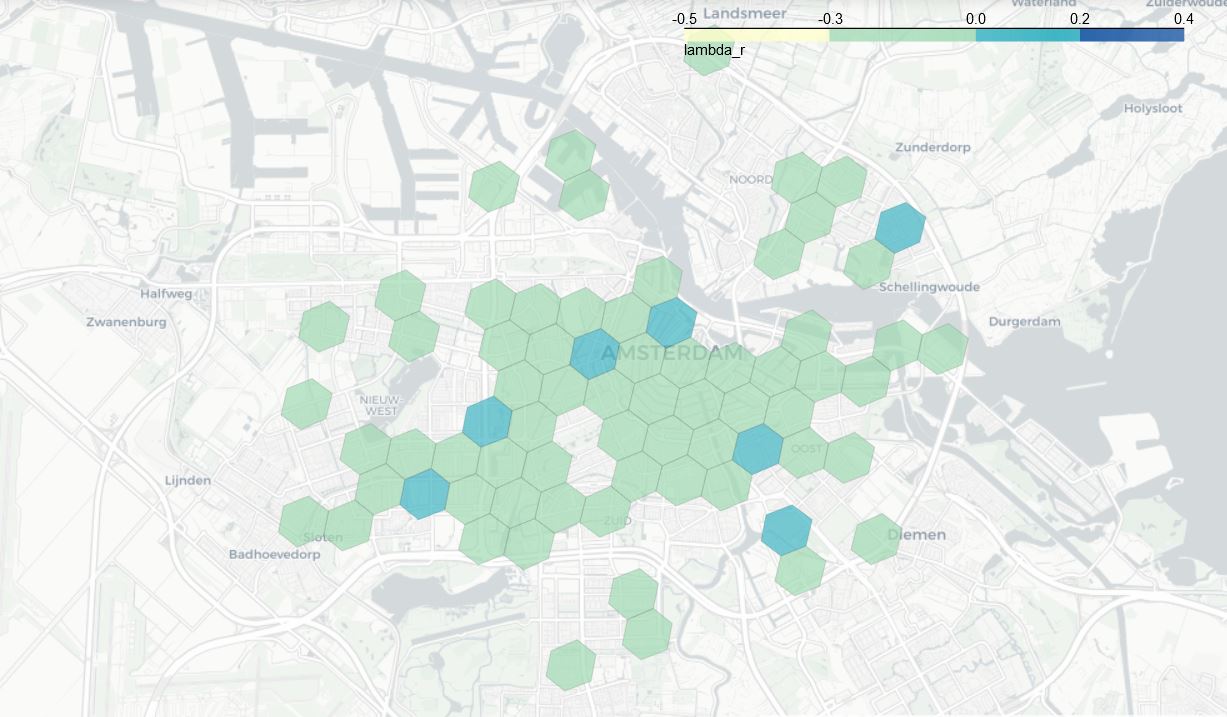 Waterland
Zuiderwoude
-0.5 -0.3 0.0 0.2 0.4
Landsmeer
lambda_r
Holysloot
Zunderdorp
NOORD
Schellingwoude
Halfweg
Zwanenburg
Durgerdam
AMSTERDAM
NIEUW-
WEST
OOST
Lijnden
ZUID
Sloten
Diemen
Badhoevedorp